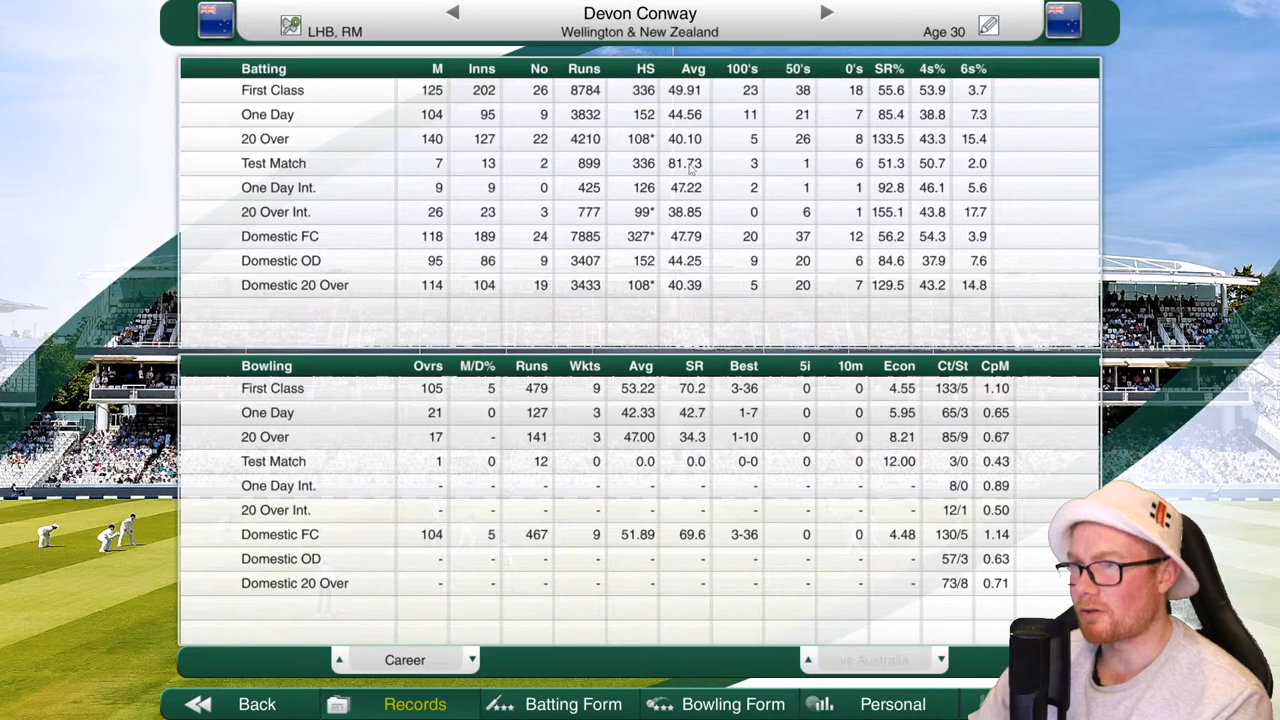 Devon Conway
LHB, RM Wellington & New Zealand Age 30
Batting M Inns No Runs HS Avg 100's 50's 0's SR% 4s% 6s%
First Class 125 202 26 8784 336 49.91 23 38 18 55.6 53.9 3.7
One Day 104 95 9 3832 152 44.56 11 21 7 85.4 38.8 7.3
20 Over 140 127 22 4210 108* 40.10 5 26 8 133.5 43.3 15.4
Test Match 7 13 2 899 336 81.73 3 1 6 51.3 50.7 2.0
One Day Int. 9 9 0 425 126 47.22 2 1 1 92.8 46.1 5.6
20 Over Int. 26 23 3 777 99* 38.85 0 6 1 155.1 43.8 17.7
Domestic FC 118 189 24 7885 327* 47.79 20 37 12 56.2 54.3 3.9
Domestic OD 95 86 9 3407 152 44.25 9 20 6 84.6 37.9 7.6
Domestic 20 Over 114 104 19 3433 108* 40.39 5 20 7 129.5 43.2 14.8
Bowling Ovrs M/D% Runs Wkts Avg SR Best 5i 10m Econ Ct/St CpM
First Class 105 5 479 9 53.22 70.2 3-36 0 0 4.55 133/5 1.10
One Day 21 0 127 3 42.33 42.7 1-7 0 0 5.95 65/3 0.65
20 Over 17 - 141 3 47.00 34.3 1-10 0 0 8.21 85/9 0.67
Test Match 1 0 12 0 0.0 0.0 0-0 0 0 12.00 3/0 0.43
One Day Int. - - - - - - - - - - 8/0 0.89
20 Over Int. - - - - - - - - - - 12/1 0.50
Domestic FC 104 5 467 9 51.89 69.6 3-36 0 0 4.48 130/5 1.14
Domestic OD - - - - - - - - - - 57/3 0.63
Domestic 20 Over - - - - - - - - - - 73/8 0.71
Career vs Australia
Back Records Batting Form Bowling Form Personal